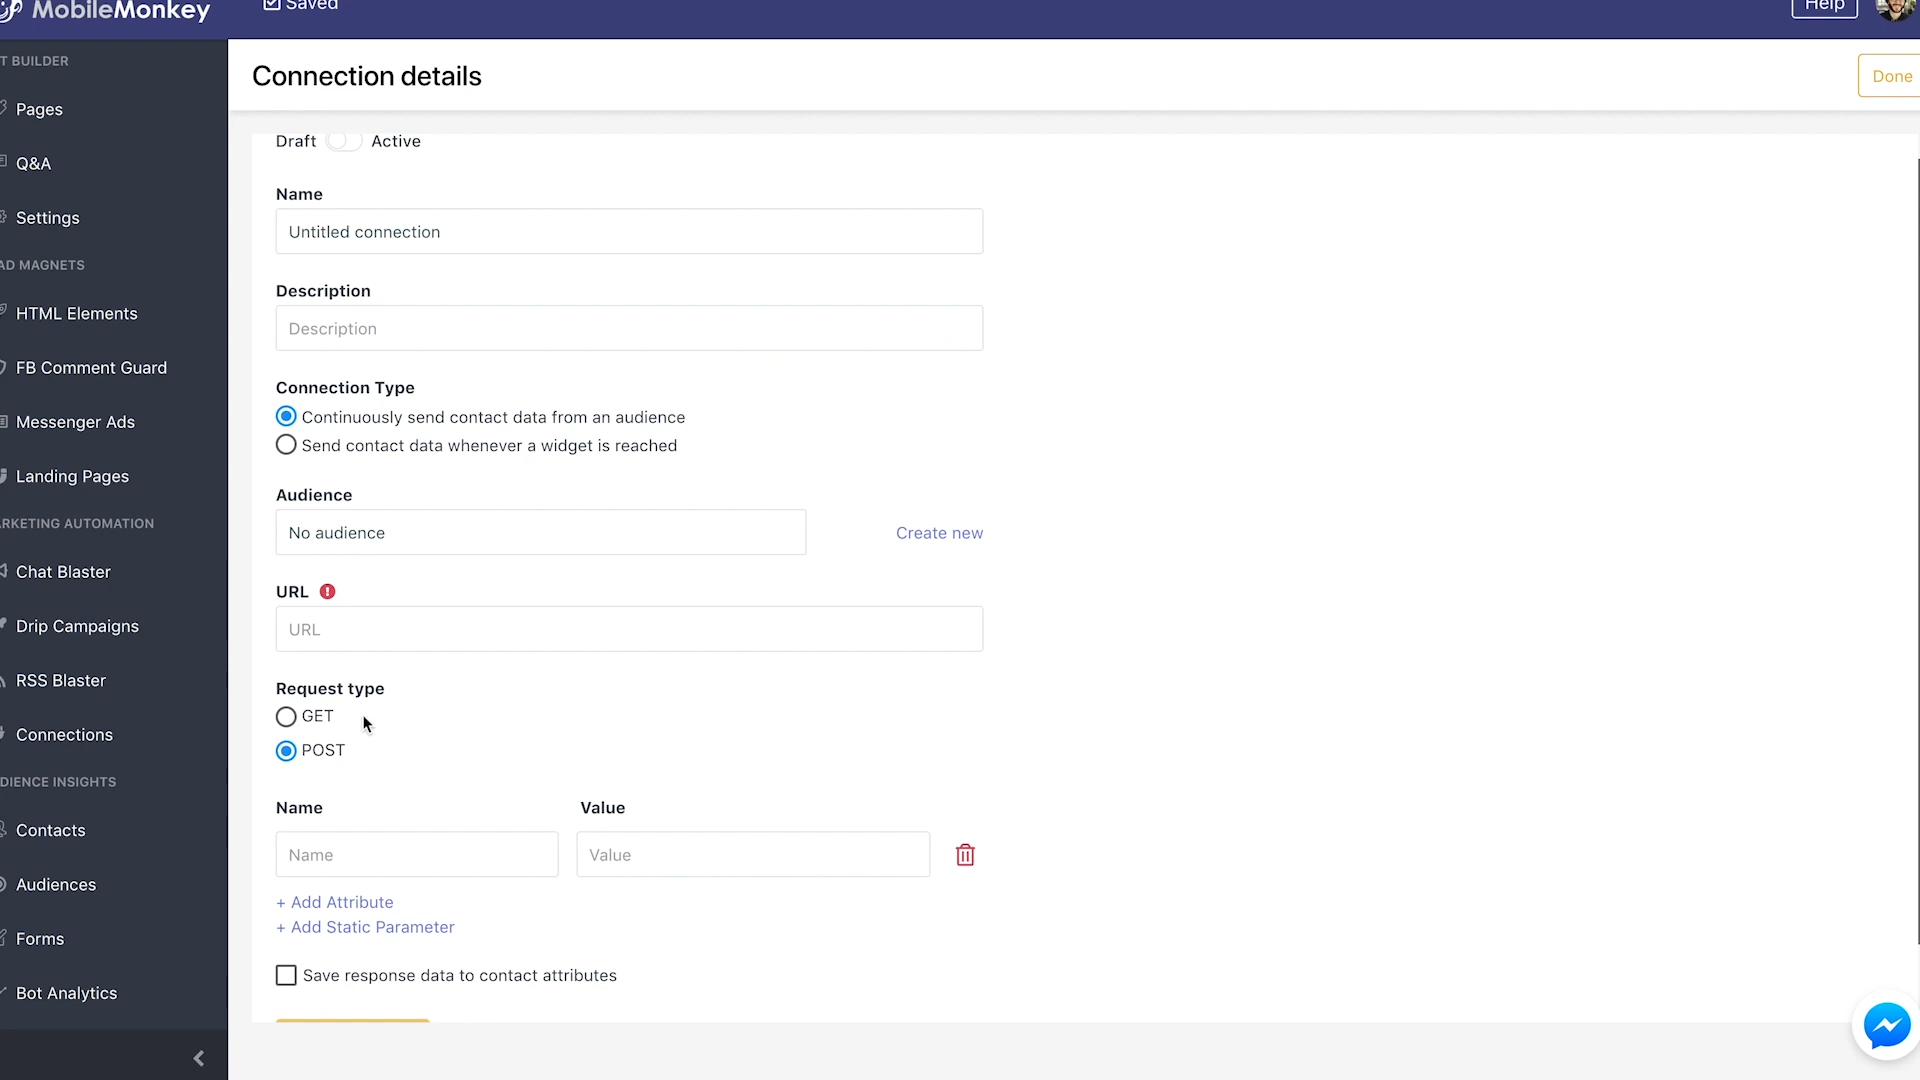 MobileMonkey
Saved
Help
T BUILDER
Pages
Q&A
Settings
AD MAGNETS
HTML Elements
FB Comment Guard
Messenger Ads
Landing Pages
RKETING AUTOMATION
Chat Blaster
Drip Campaigns
RSS Blaster
Connections
DIENCE INSIGHTS
Contacts
Audiences
Forms
Bot Analytics
Connection details
Done
Draft Active
Name
Untitled connection
Description
Description
Connection Type
Continuously send contact data from an audience
Send contact data whenever a widget is reached
Audience
No audience Create new
URL
URL
Request type
GET
POST
Name Value
Name Value
+ Add Attribute
+ Add Static Parameter
Save response data to contact attributes